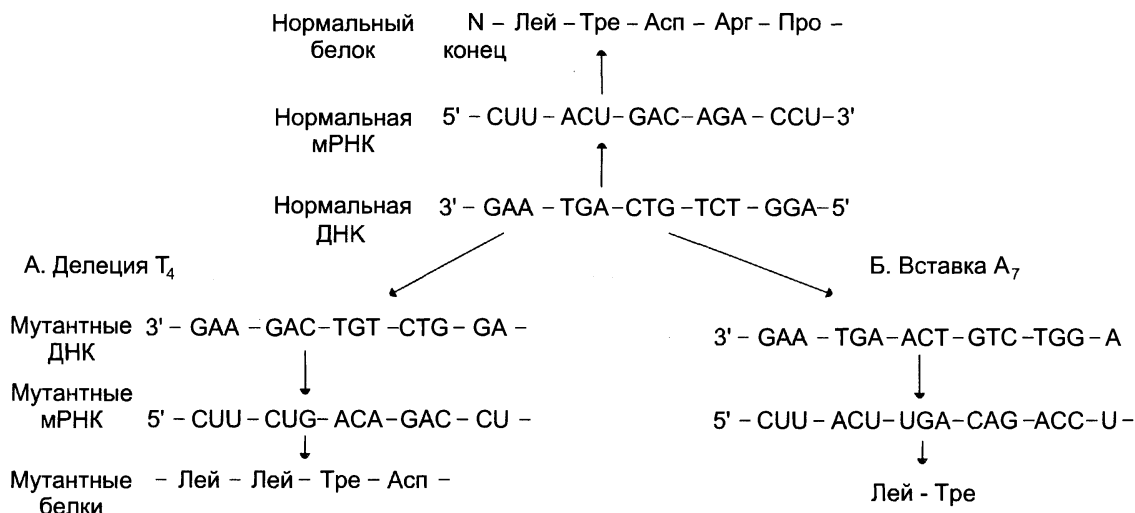 Нормальный белок
N – Лей – Тре – Асп – Арг – Про –
конец
Нормальная мРНК
5' – CUU – ACU – GAC – AGA – CCU – 3'
Нормальная ДНК
3' – GAA – TGA – CTG – TCT – GGA – 5'
А. Делеция T₄
Б. Вставка A₇
Мутантные ДНК
3' – GAA – GAC – TGT – CTG – GA –
3' – GAA – TGA – ACT – GTC – TGG – A
Мутантные мРНК
5' – CUU – CUG – ACA – GAC – CU –
5' – CUU – ACU – UGA – CAG – ACC – U –
Мутантные белки
– Лей – Лей – Тре – Асп –
Лей - Тре